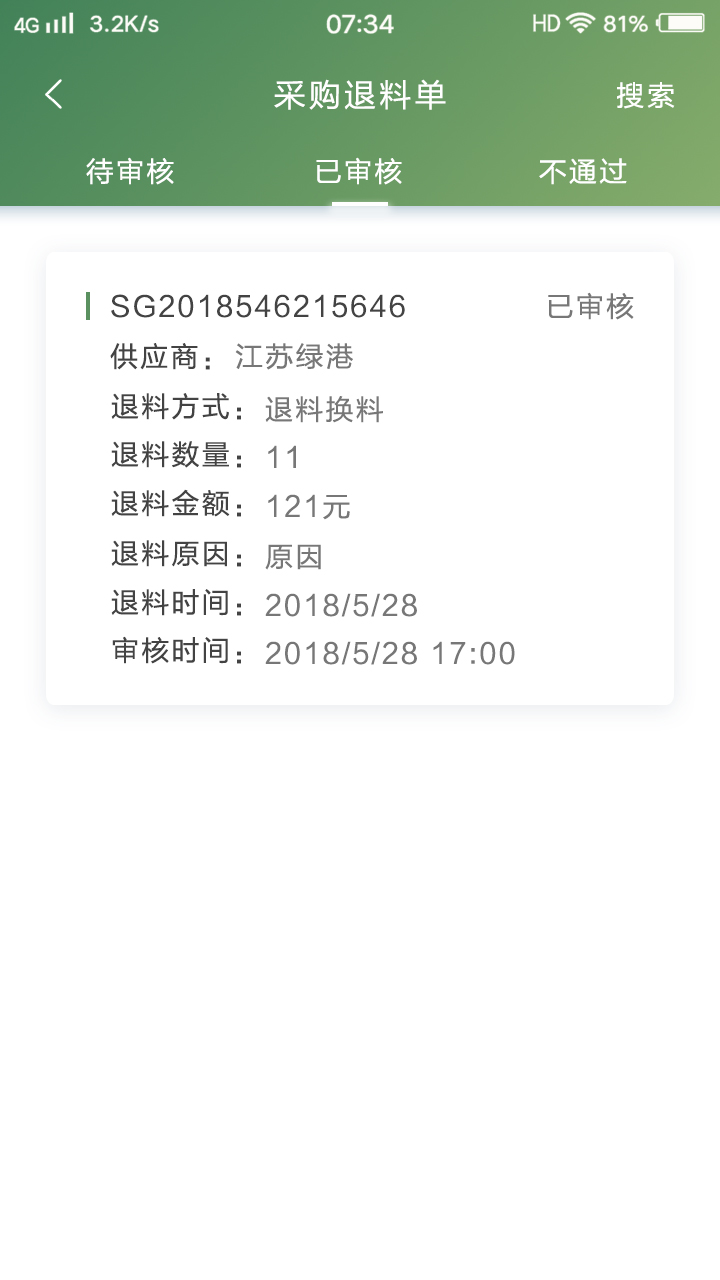 4G 3.2K/s 07:34 HD 81%
采购退料单 搜索
待审核 已审核 不通过
SG2018546215646 已审核
供应商：江苏绿港
退料方式：退料换料
退料数量：11
退料金额：121元
退料原因：原因
退料时间：2018/5/28
审核时间：2018/5/28 17:00